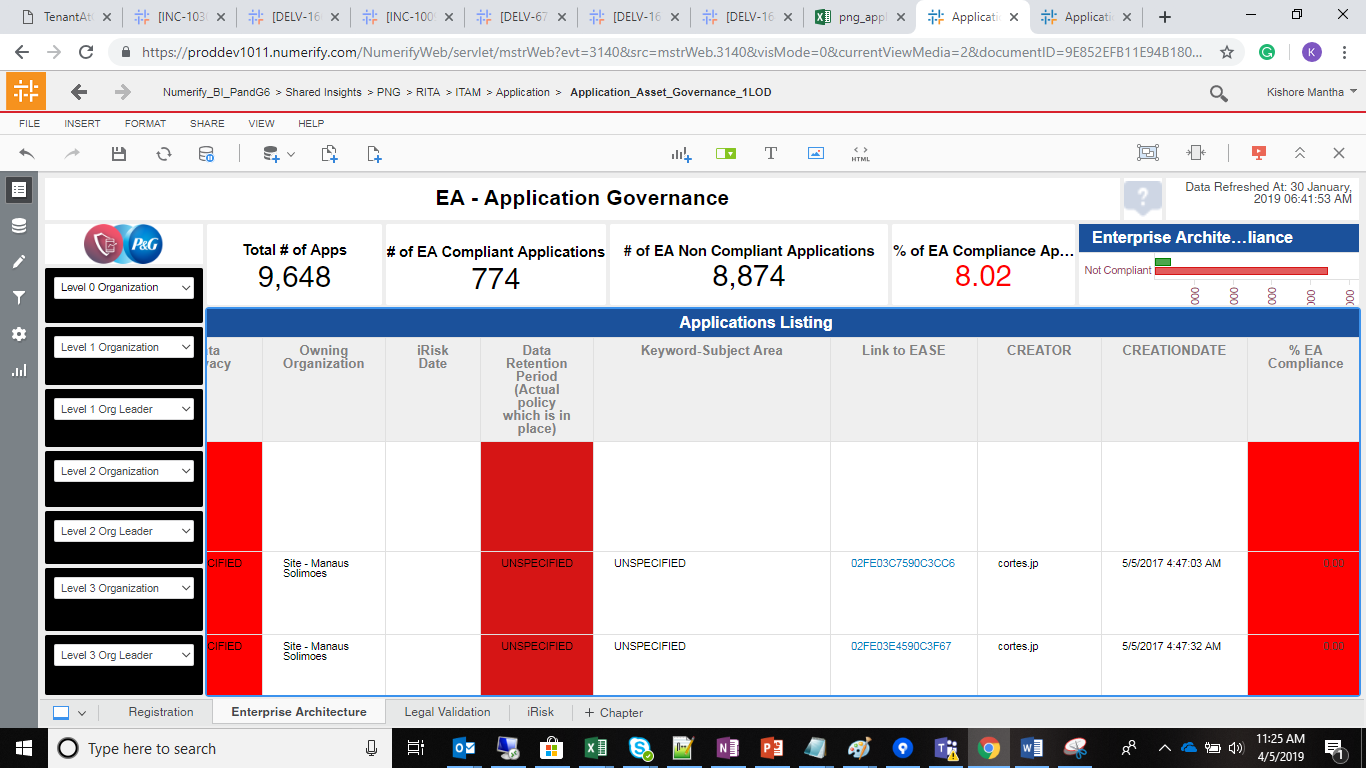 TenantAt
[INC-103
[DELV-16
[INC-100
[DELV-67
[DELV-16
[DELV-16
png_appl
Applicati
Applicati
https://proddev1011.numerify.com/NumerifyWeb/servlet/mstrWeb?evt=3140&src=mstrWeb.3140&visMode=0&currentViewMedia=2&documentID=9E852EFB11E94B180...
K
Numerify_BI_PandG6 > Shared Insights > PNG > RITA > ITAM > Application > Application_Asset_Governance_1LOD
Kishore Mantha
FILE INSERT FORMAT SHARE VIEW HELP
HTML
EA - Application Governance
?
Data Refreshed At: 30 January,
2019 06:41:53 AM
P&G
Total # of Apps
9,648
# of EA Compliant Applications
774
# of EA Non Compliant Applications
8,874
% of EA Compliance Ap...
8.02
Enterprise Archite...liance
Not Compliant
000
000
000
000
00
Level 0 Organization
Level 1 Organization
Level 1 Org Leader
Level 2 Organization
Level 2 Org Leader
Level 3 Organization
Level 3 Org Leader
Applications Listing
ta
acy
Owning
Organization
iRisk
Date
Data
Retention
Period
(Actual
policy
which is in
place)
Keyword-Subject Area
Link to EASE
CREATOR
CREATIONDATE
% EA
Compliance
CIFIED
Site - Manaus
Solimoes
UNSPECIFIED
UNSPECIFIED
02FE03C7590C3CC6
cortes.jp
5/5/2017 4:47:03 AM
0.00
CIFIED
Site - Manaus
Solimoes
UNSPECIFIED
UNSPECIFIED
02FE03E4590C3F67
cortes.jp
5/5/2017 4:47:32 AM
0.00
Registration
Enterprise Architecture
Legal Validation
iRisk
+ Chapter
Type here to search
11:25 AM
4/5/2019
1